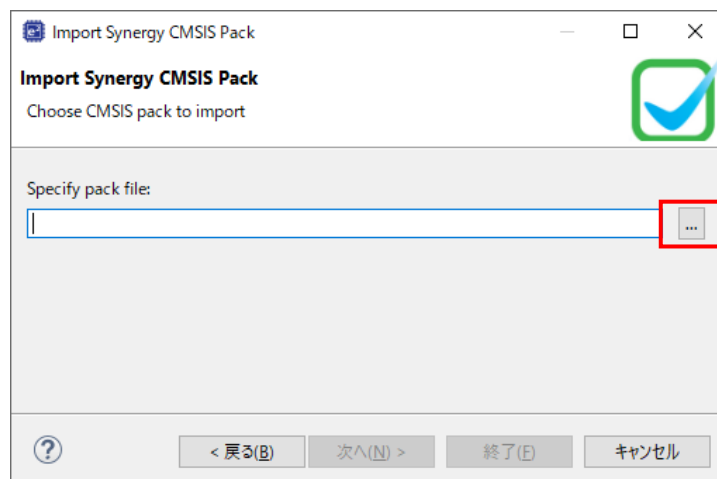 Import Synergy CMSIS Pack
Import Synergy CMSIS Pack
Choose CMSIS pack to import
Specify pack file:
...
< 戻る(B) 次へ(N) > 終了(F) キャンセル